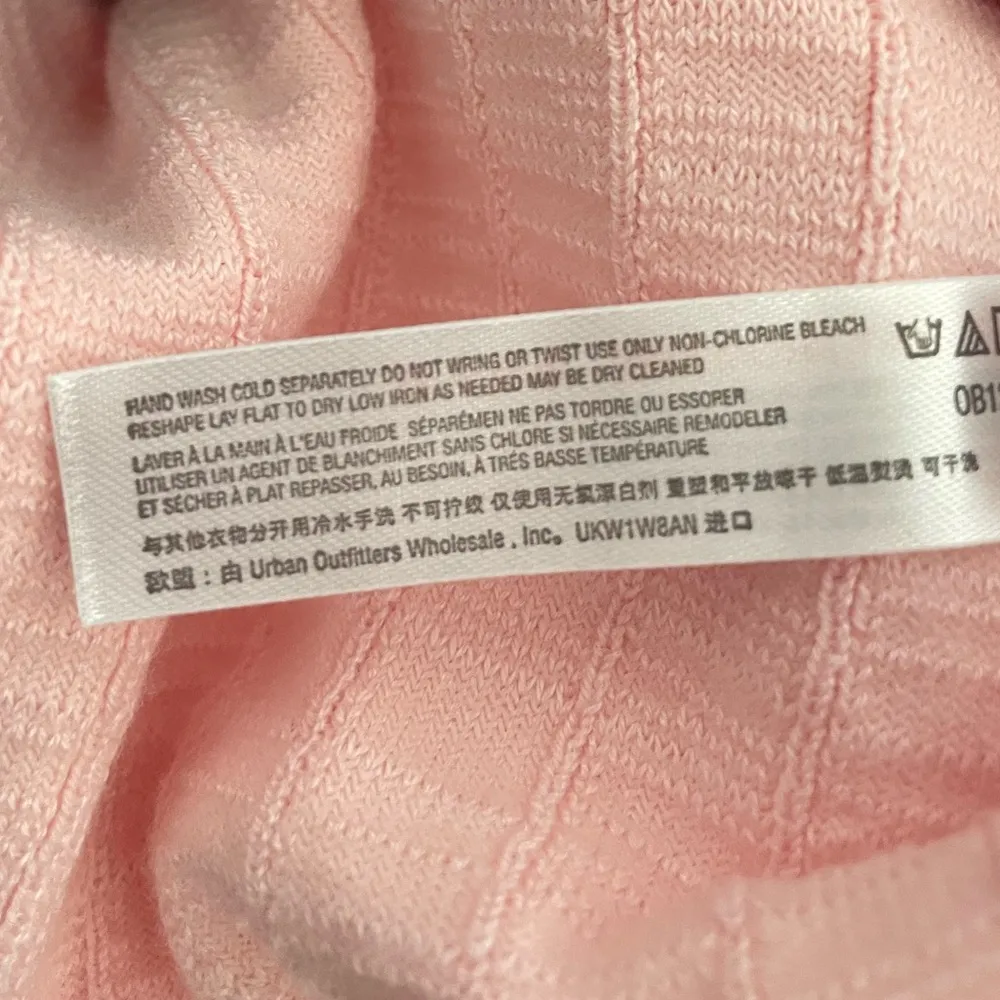 HAND WASH COLD SEPARATELY DO NOT WRING OR TWIST USE ONLY NON-CHLORINE BLEACH
RESHAPE LAY FLAT TO DRY LOW IRON AS NEEDED MAY BE DRY CLEANED
LAVER À LA MAIN À L'EAU FROIDE SÉPARÉMEN NE PAS TORDRE OU ESSORER
UTILISER UN AGENT DE BLANCHIMENT SANS CHLORE SI NÉCESSAIRE REMODELER
ET SÉCHER À PLAT REPASSER, AU BESOIN, À TRÉS BASSE TEMPÉRATURE
与其他衣物分开用冷水手洗 不可拧绞 仅使用无氯漂白剂 重塑和平放晾干 低温熨烫 可干洗
欧盟：由 Urban Outfitters Wholesale , Inc。 UKW1W8AN 进口